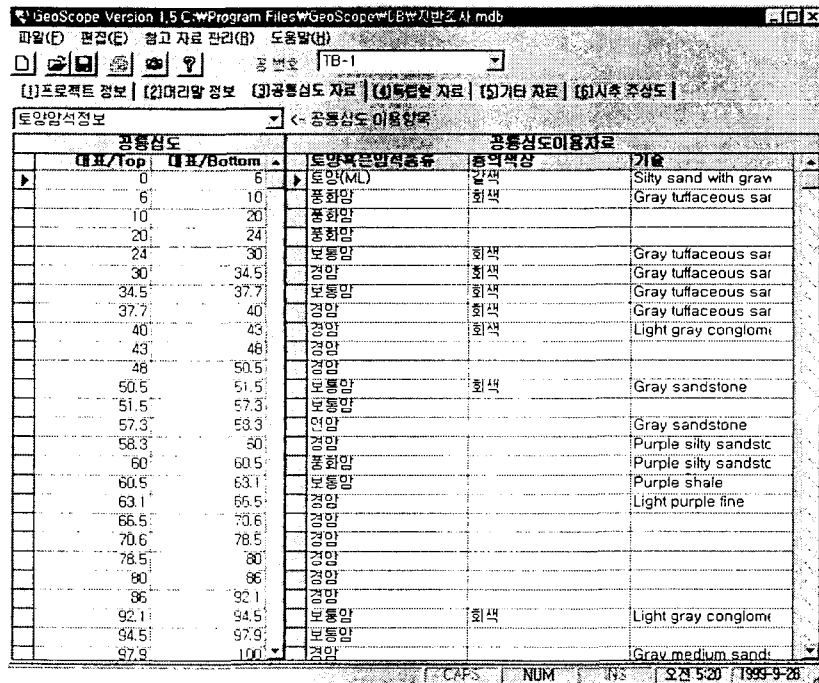 GeoScope Version 1,5 C:₩Program Files₩GeoScope₩DB₩지반조사 mdb
파일(F) 편집(E) 참고 자료 관리(R) 도움말(H)
공 번호 TB-1
[1]프로젝트 정보 [2]머리말 정보 [3]공통심도 자료 [4]독립현 자료 [5]기타 자료 [6]시추 주상도
토양암석정보 <- 공통심도 이용항목
공통심도 공통심도이용자료
대표/Top 대표/Bottom 토양혹은암석종류 층의색상 기술
0 6 토양(ML) 갈색 Silty sand with grav
6 10 풍화암 회색 Gray tuffaceous sar
10 20 풍화암
20 24 풍화암
24 30 보통암 회색 Gray tuffaceous sar
30 34.5 경암 회색 Gray tuffaceous sar
34.5 37.7 보통암 회색 Gray tuffaceous sar
37.7 40 경암 회색 Gray tuffaceous sar
40 43 경암 회색 Light gray conglome
43 48 경암
48 50.5 경암
50.5 51.5 보통암 회색 Gray sandstone
51.5 57.3 보통암
57.3 58.3 연암 Gray sandstone
58.3 60 경암 Purple silty sandstc
60 60.5 풍화암 Purple silty sandstc
60.5 63.1 보통암 Purple shale
63.1 66.5 경암 Light purple fine
66.5 70.6 경암
70.6 78.5 경암
78.5 80 경암
80 86 경암
86 92.1 경암
92.1 94.5 보통암 회색 Light gray conglome
94.5 97.9 보통암
97.9 100 경암 Gray medium sands
CAPS NUM INS 오전 5:20 1999-9-28